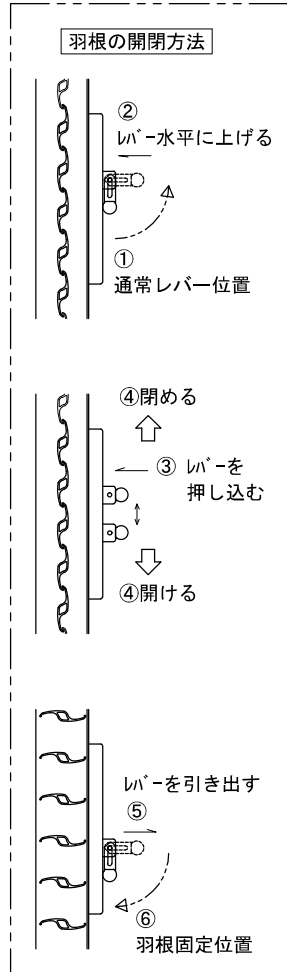 羽根の開閉方法
②
ﾚﾊﾞｰ水平に上げる
①
通常レバー位置
④閉める
③ ﾚﾊﾞｰを
押し込む
④開ける
ﾚﾊﾞｰを引き出す
⑤
⑥
羽根固定位置